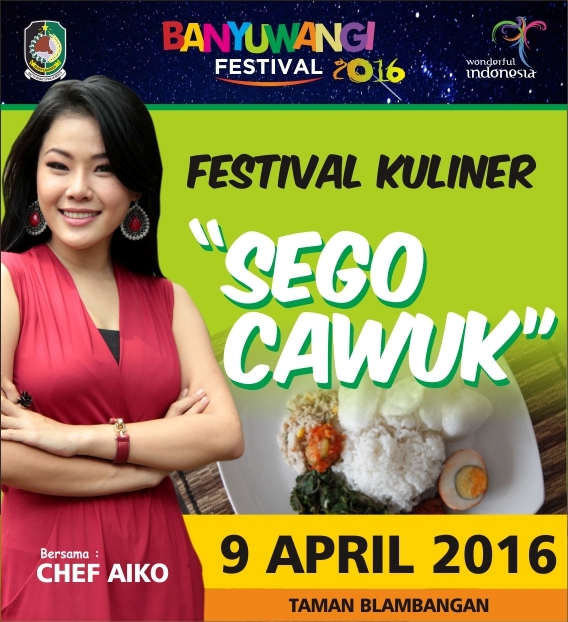 BANYUWANGI
FESTIVAL 2016
wonderful
indonesia
FESTIVAL KULINER
"SEGO
CAWUK"
Bersama :
CHEF AIKO
9 APRIL 2016
TAMAN BLAMBANGAN